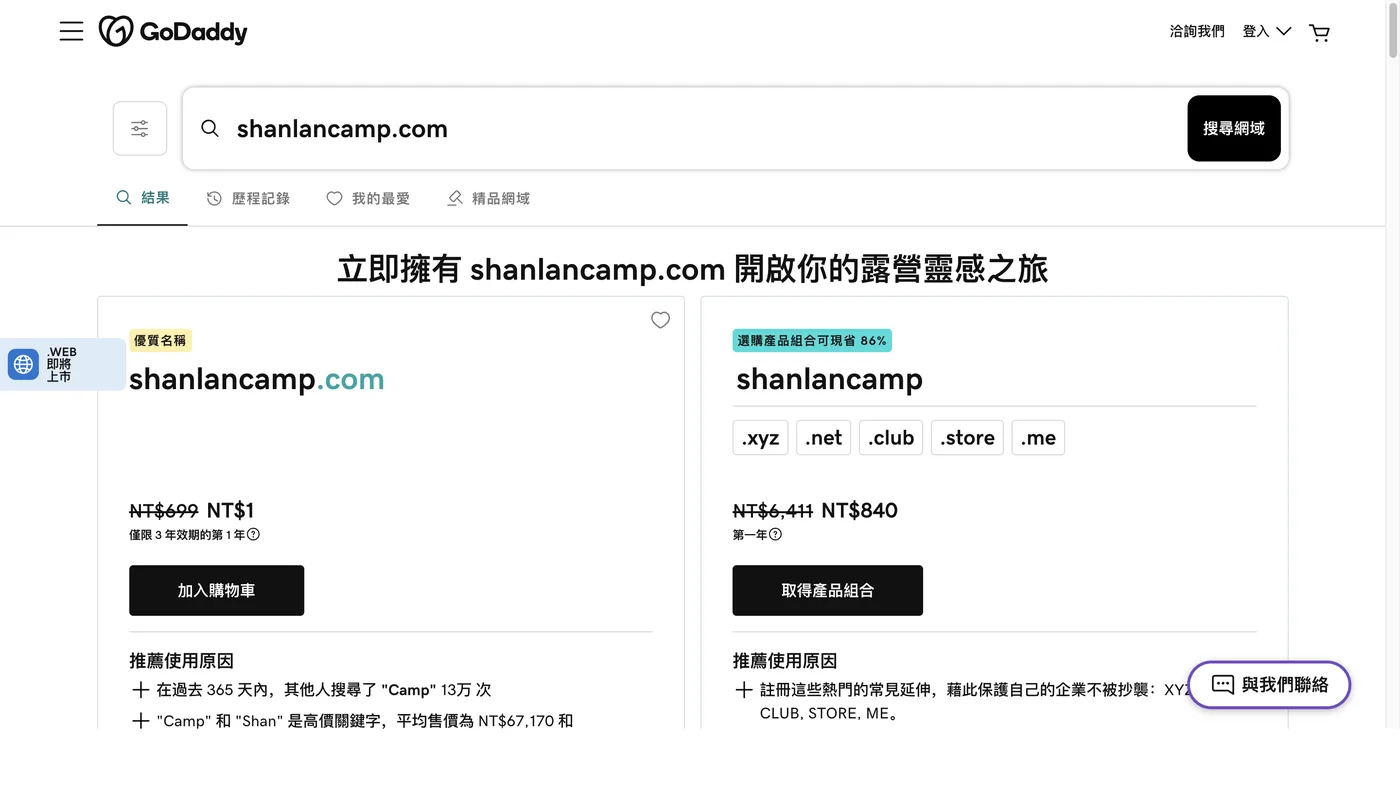 GoDaddy
洽詢我們
登入
shanlancamp.com
搜尋網域
結果
歷程記錄
我的最愛
精品網域
立即擁有 shanlancamp.com 開啟你的露營靈感之旅
.WEB
即將
上市
優質名稱
shanlancamp.com
NT$699 NT$1
僅限 3 年效期的第 1 年
加入購物車
推薦使用原因
在過去 365 天內，其他人搜尋了 "Camp" 13万 次
"Camp" 和 "Shan" 是高價關鍵字，平均售價為 NT$67,170 和
選購產品組合可現省 86%
shanlancamp
.xyz
.net
.club
.store
.me
NT$6,411 NT$840
第一年
取得產品組合
推薦使用原因
註冊這些熱門的常見延伸，藉此保護自己的企業不被抄襲：XYZ
CLUB, STORE, ME。
與我們聯絡